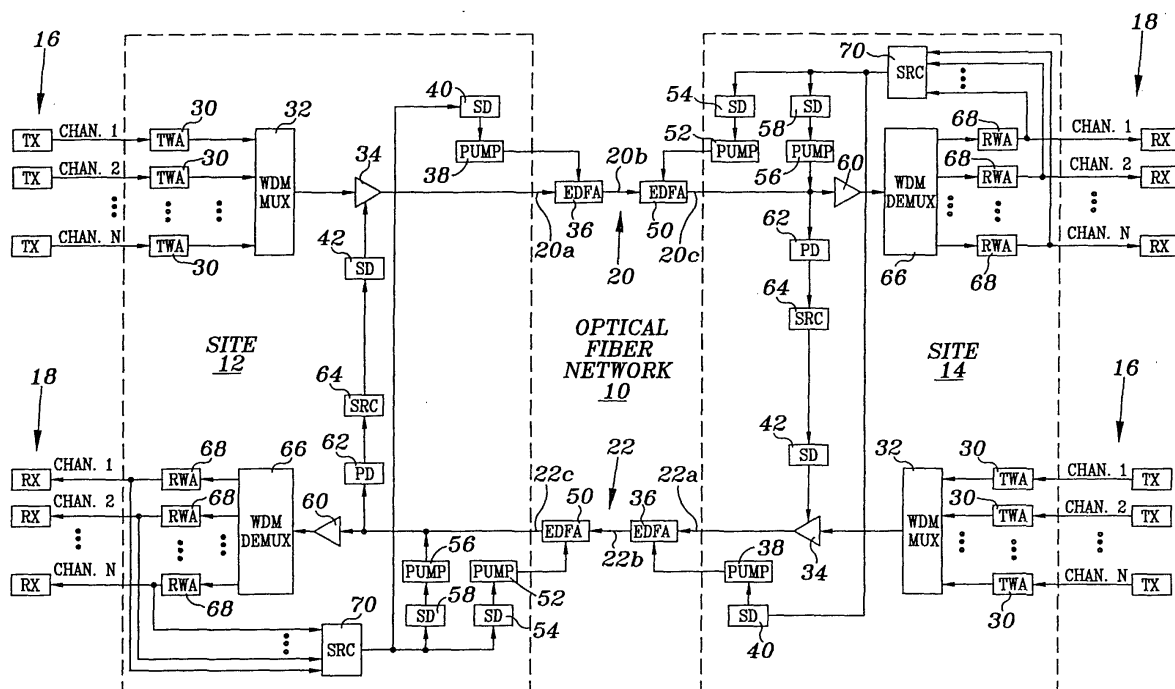 16
30
32
40
SD
54
SD
58
SD
70
SRC
18
TX CHAN. 1 TWA
34
PUMP
38
52
PUMP
PUMP
56
60
68
RWA CHAN. 1 RX
TX CHAN. 2 TWA 30
WDM
MUX
20b
WDM
DEMUX
68
RWA CHAN. 2 RX
EDFA
36
EDFA
50
TX CHAN. N TWA
30
42
SD
20a
20
20c
62
PD
66
RWA CHAN. N RX
68
64
SRC
SITE
12
OPTICAL
FIBER
NETWORK
10
SITE
14
18
64
SRC
16
42
SD
RX CHAN. 1 RWA 68
66
62
PD
22
32
30
TWA CHAN. 1 TX
RX CHAN. 2 RWA 68
WDM
DEMUX
60
22c
50
EDFA
36
EDFA
22a
WDM
MUX
30
TWA CHAN. 2 TX
22b
34
RX CHAN. N RWA
68
PUMP
56
PUMP
52
PUMP
38
TWA CHAN. N TX
30
70
SRC
SD
58
SD
54
SD
40